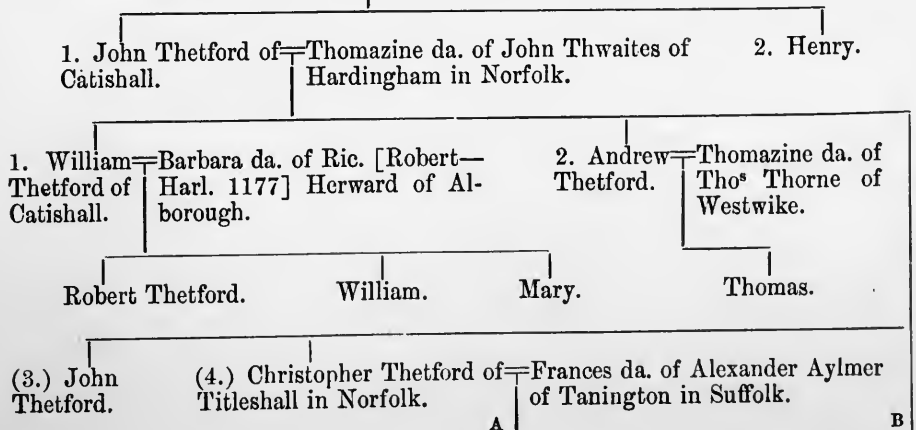 1. John Thetford of Thomazine da. of John Thwaites of 2. Henry.
Catishall. Hardingham in Norfolk.
1. William Barbara da. of Ric. [Robert— 2. Andrew Thomazine da. of
Thetford of Harl. 1177] Herward of Al- Thetford. Thoˢ Thorne of
Catishall. borough. Westwike.
Robert Thetford. William. Mary. Thomas.
(3.) John (4.) Christopher Thetford of Frances da. of Alexander Aylmer
Thetford. Titleshall in Norfolk. of Tanington in Suffolk.
A B